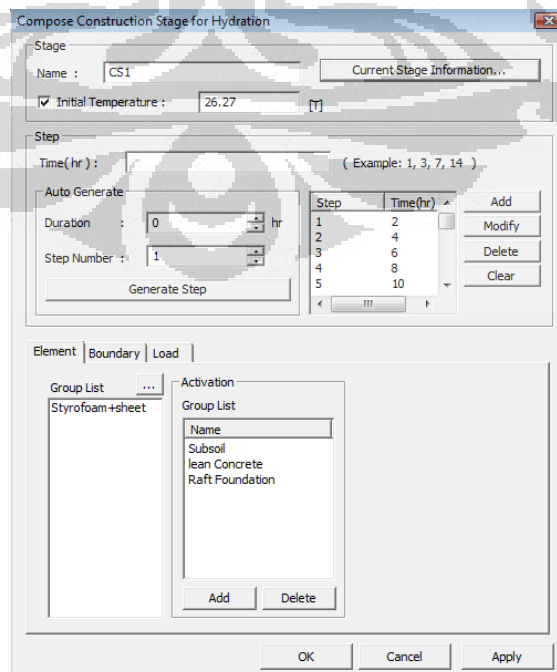 Compose Construction Stage for Hydration
Stage
Name : CS1 Current Stage Information...
Initial Temperature : 26.27 [T]
Step
Time( hr ) : ( Example: 1, 3, 7, 14 )
Auto Generate
Duration : 0 hr
Step Number : 1
Generate Step
Step Time(hr)
1 2
2 4
3 6
4 8
5 10
Add
Modify
Delete
Clear
Element Boundary Load
Group List ...
Styrofoam+sheet
Activation
Group List
Name
Subsoil
lean Concrete
Raft Foundation
Add Delete
OK Cancel Apply